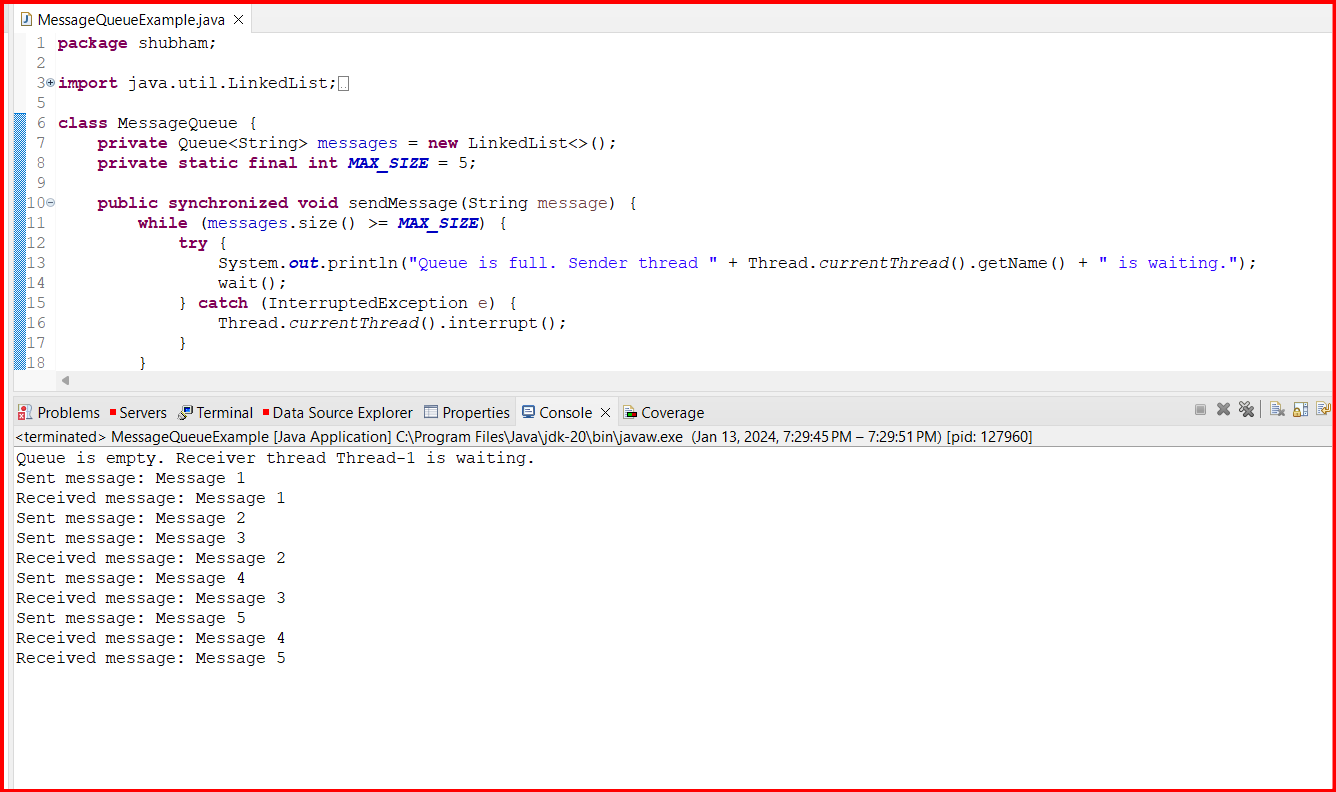 MessageQueueExample.java
1 package shubham;
2
3 import java.util.LinkedList;
5
6 class MessageQueue {
7     private Queue<String> messages = new LinkedList<>();
8     private static final int MAX_SIZE = 5;
9
10     public synchronized void sendMessage(String message) {
11         while (messages.size() >= MAX_SIZE) {
12             try {
13                 System.out.println("Queue is full. Sender thread " + Thread.currentThread().getName() + " is waiting.");
14                 wait();
15             } catch (InterruptedException e) {
16                 Thread.currentThread().interrupt();
17             }
18         }
Problems Servers Terminal Data Source Explorer Properties Console Coverage
<terminated> MessageQueueExample [Java Application] C:\Program Files\Java\jdk-20\bin\javaw.exe (Jan 13, 2024, 7:29:45 PM – 7:29:51 PM) [pid: 127960]
Queue is empty. Receiver thread Thread-1 is waiting.
Sent message: Message 1
Received message: Message 1
Sent message: Message 2
Sent message: Message 3
Received message: Message 2
Sent message: Message 4
Received message: Message 3
Sent message: Message 5
Received message: Message 4
Received message: Message 5